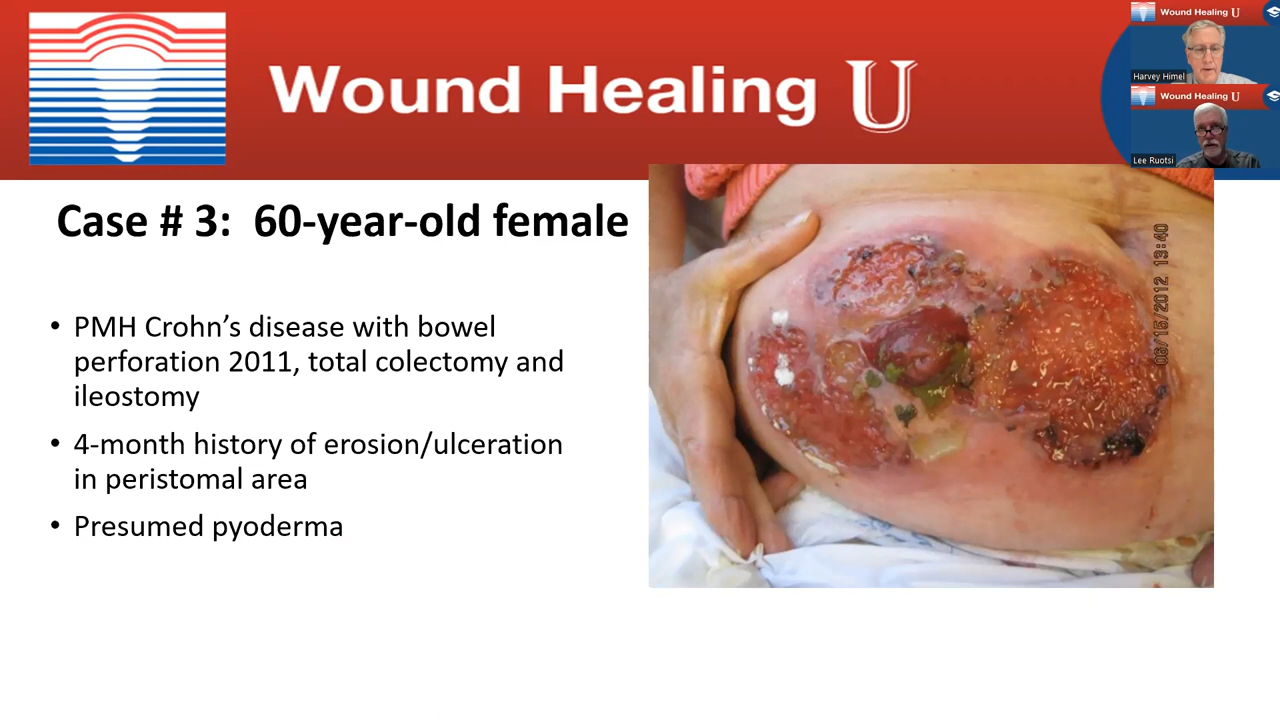 Wound Healing U
Wound Healing U
Harvey Himel
Wound Healing U
Lee Ruotsi
Case # 3:  60-year-old female
• PMH Crohn’s disease with bowel
perforation 2011, total colectomy and
ileostomy
• 4-month history of erosion/ulceration
in peristomal area
• Presumed pyoderma
06/15/2012 13:40